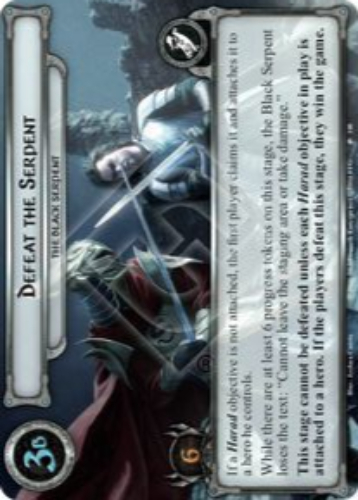 3B
DEFEAT THE SERPENT
THE BLACK SERPENT
6
If a Harad objective is not attached, the first player claims it and attaches it to
a hero he controls.
While there are at least 6 progress tokens on this stage, the Black Serpent
loses the text: “Cannot leave the staging area or take damage.”
This stage cannot be defeated unless each Harad objective in play is
attached to a hero. If the players defeat this stage, they win the game.